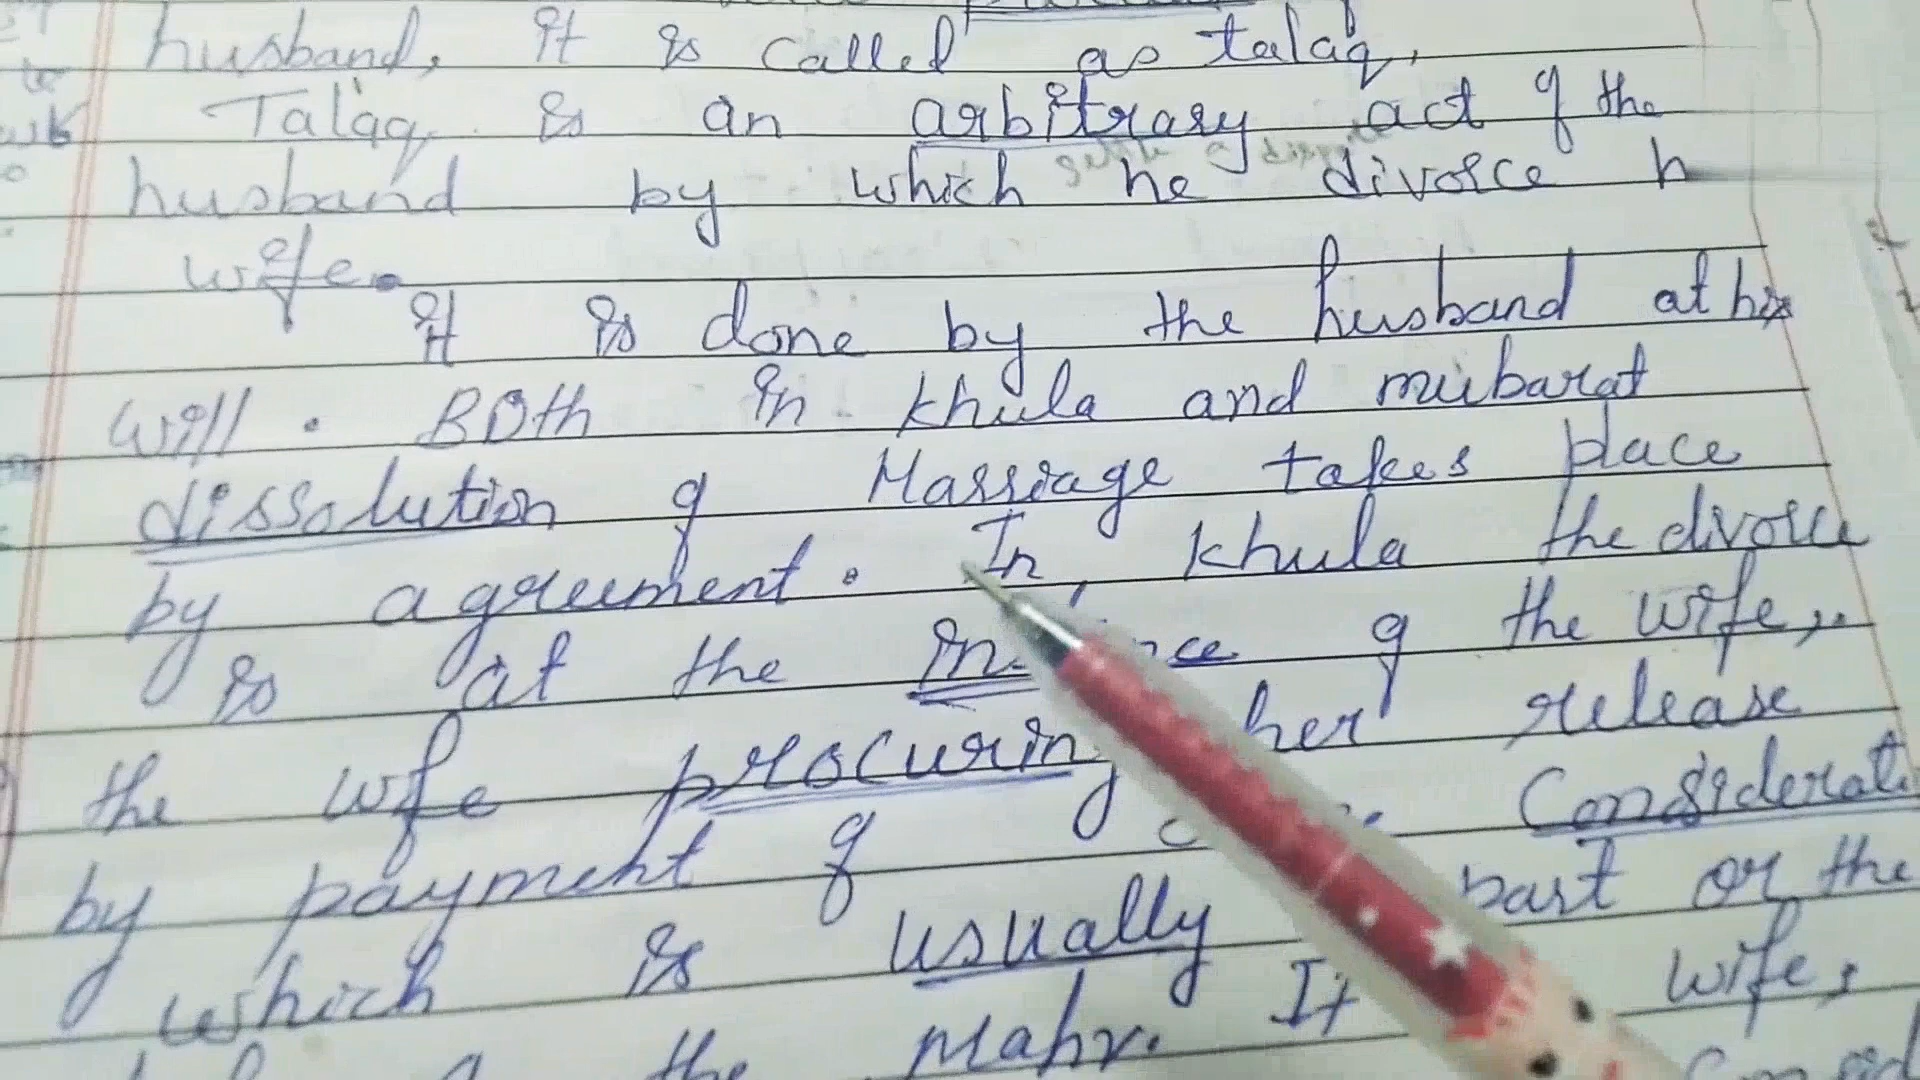 husband. It is called as talaq.
Talaq is an arbitrary act of the
husband by which he divorce
wife.
It is done by the husband at his
will. Both in khula and mubarat
dissolution of Marriage takes place
by agreement. In, khula the divorce
is at the of the wife,
the wife procuring her release
by payment of
which is usually part or the
the Mahr. If wife,